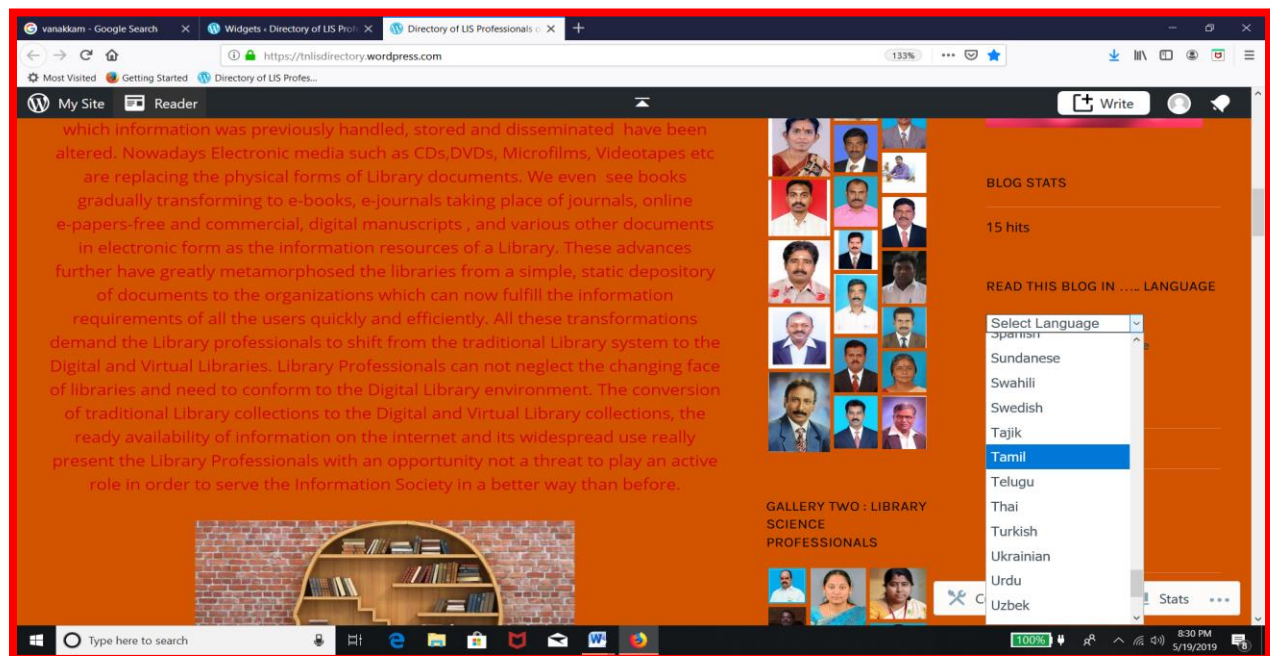 vanakkam - Google Search
Widgets ‹ Directory of LIS Prof
Directory of LIS Professionals o
https://tnlisdirectory.wordpress.com
133%
Most Visited
Getting Started
Directory of LIS Profes...
My Site
Reader
Write
which information was previously handled, stored and disseminated have been
altered. Nowadays Electronic media such as CDs,DVDs, Microfilms, Videotapes etc
are replacing the physical forms of Library documents. We even see books
gradually transforming to e-books, e-journals taking place of journals, online
e-papers-free and commercial, digital manuscripts , and various other documents
in electronic form as the information resources of a Library. These advances
further have greatly metamorphosed the libraries from a simple, static depository
of documents to the organizations which can now fulfill the information
requirements of all the users quickly and efficiently. All these transformations
demand the Library professionals to shift from the traditional Library system to the
Digital and Virtual Libraries. Library Professionals can not neglect the changing face
of libraries and need to conform to the Digital Library environment. The conversion
of traditional Library collections to the Digital and Virtual Library collections, the
ready availability of information on the internet and its widespread use really
present the Library Professionals with an opportunity not a threat to play an active
role in order to serve the Information Society in a better way than before.
GALLERY TWO : LIBRARY
SCIENCE
PROFESSIONALS
BLOG STATS
15 hits
READ THIS BLOG IN ….. LANGUAGE
Select Language
Spanish
Sundanese
Swahili
Swedish
Tajik
Tamil
Telugu
Thai
Turkish
Ukrainian
Urdu
Uzbek
Stats
Type here to search
100%
8:30 PM
5/19/2019
8